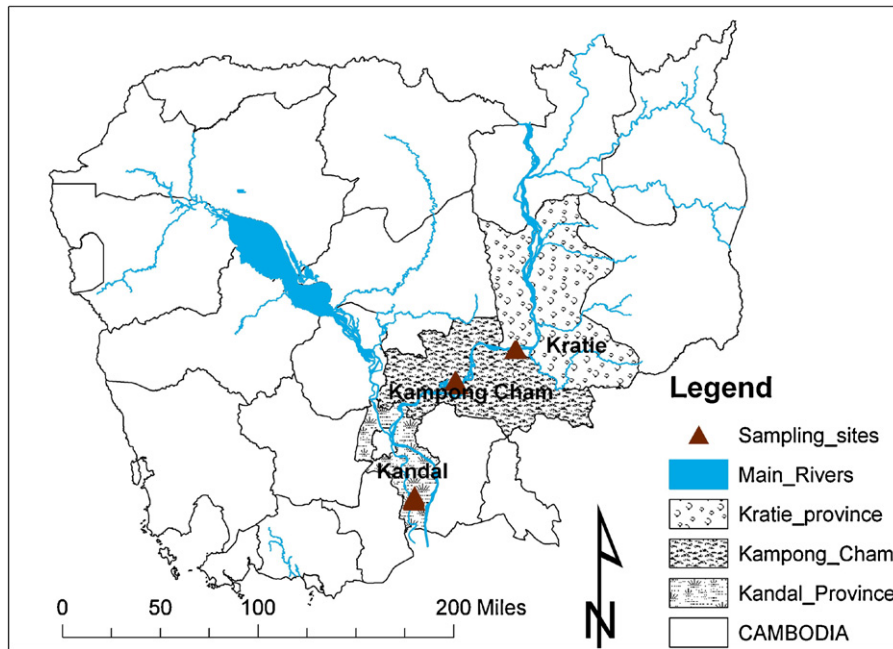 Kratie
Kampong Cham
Kandal
Legend
Sampling_sites
Main_Rivers
Kratie_province
Kampong_Cham
Kandal_Province
CAMBODIA
0 50 100 200 Miles
N